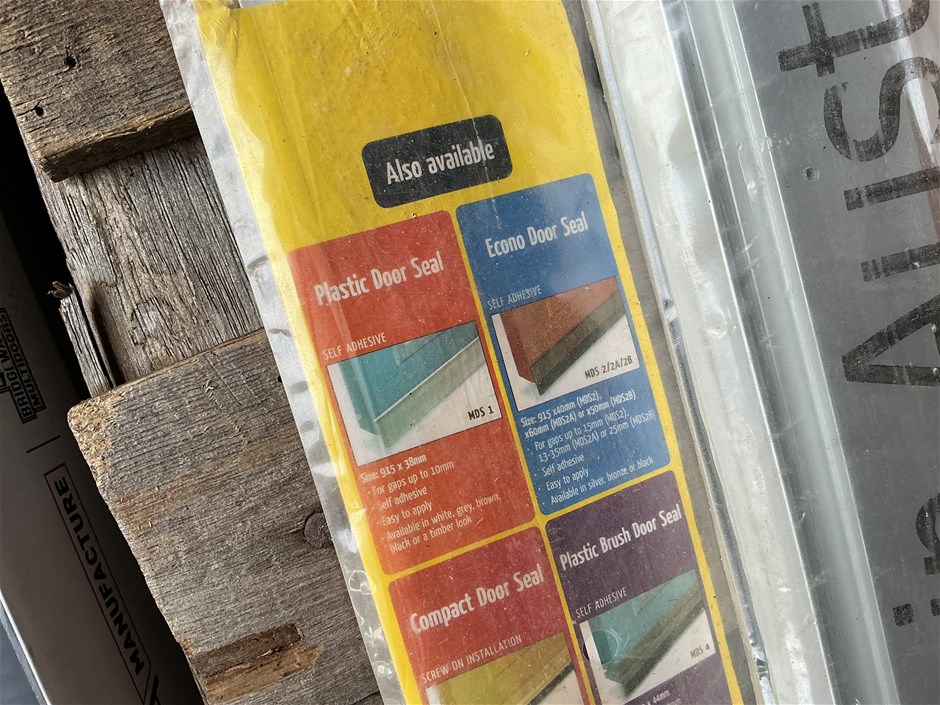 Also available
Plastic Door Seal
SELF ADHESIVE
MDS 1
Size: 915 x 38mm
- For gaps up to 10mm
- Self adhesive
- Easy to apply
- Available in white, grey, brown,
black or a timber look
Econo Door Seal
SELF ADHESIVE
MDS 2/2A/2B
Size: 915 x40mm (MDS2),
x60mm (MDS2A) or x50mm (MDS2B)
- For gaps up to 15mm (MDS2),
13-35mm (MDS2A) or 25mm (MDS2B)
- Self adhesive
- Easy to apply
- Available in silver, bronze or black
Compact Door Seal
SCREW ON INSTALLATION
Plastic Brush Door Seal
SELF ADHESIVE
MDS 4
x 44mm
MANUFACTURE
in Aust